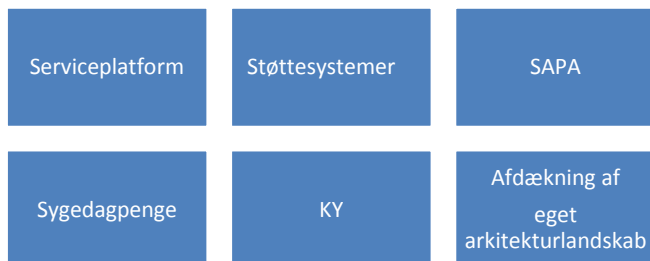 Serviceplatform
Støttesystemer
SAPA
Sygedagpenge
KY
Afdækning af
eget
arkitekturlandskab